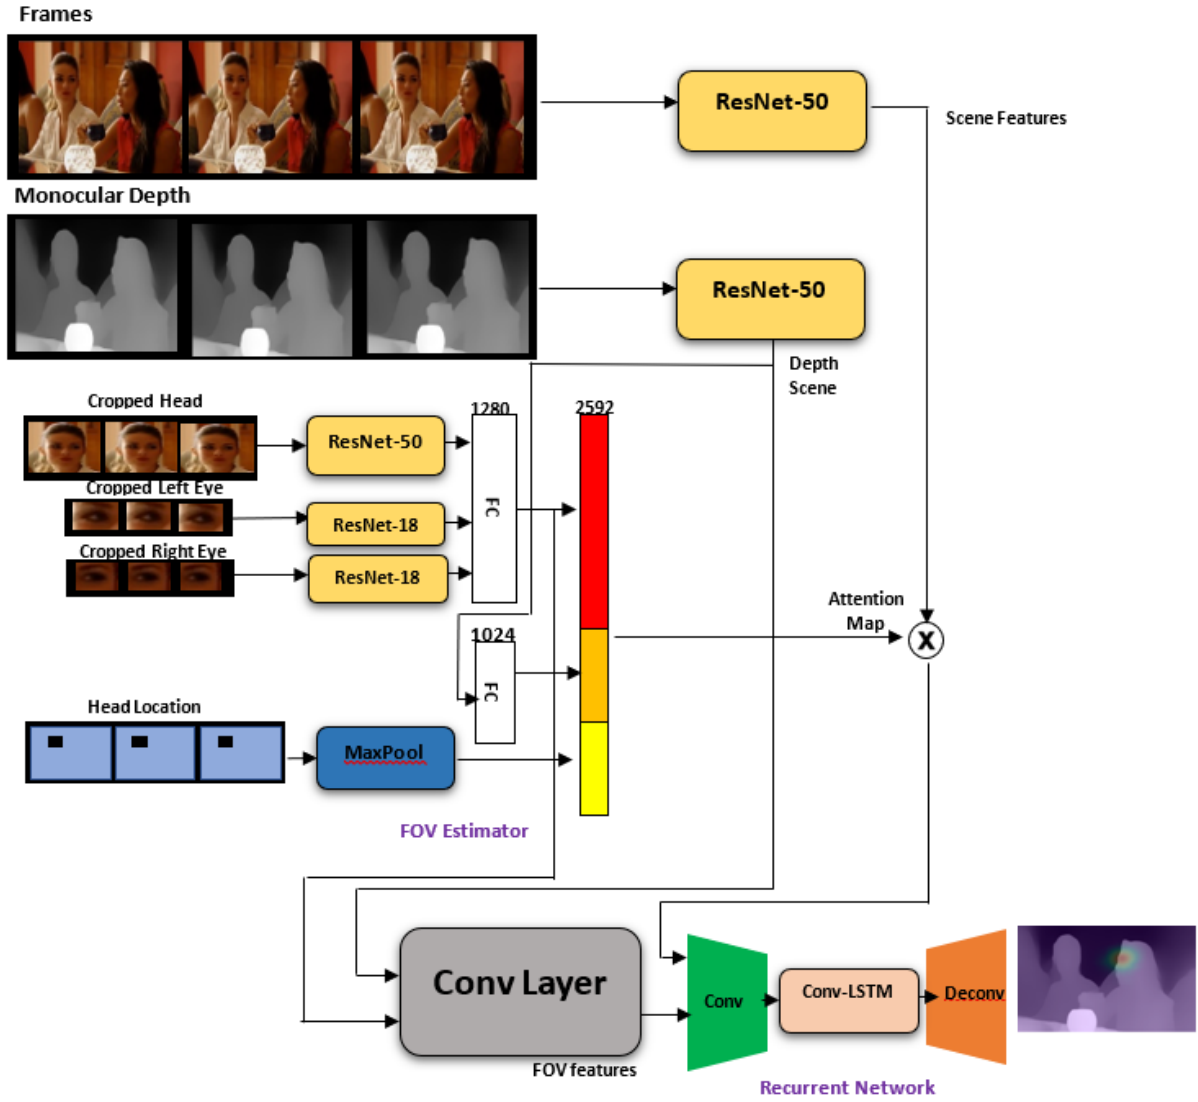 Frames
ResNet-50
Scene Features
Monocular Depth
ResNet-50
Depth
Scene
Cropped Head
1280
2592
ResNet-50
Cropped Left Eye
FC
ResNet-18
Cropped Right Eye
ResNet-18
Attention
Map
X
1024
FC
Head Location
MaxPool
FOV Estimator
Conv Layer
Conv
Conv-LSTM
Deconv
FOV features
Recurrent Network